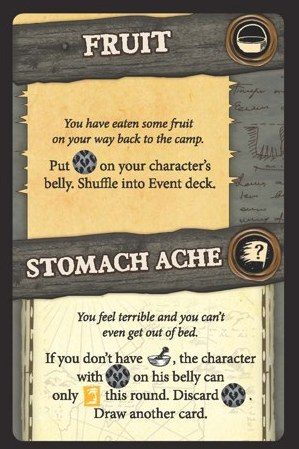 FRUIT
You have eaten some fruit
on your way back to the camp.
Put on your character's
belly. Shuffle into Event deck.
STOMACH ACHE
?
You feel terrible and you can't
even get out of bed.
If you don't have , the character
with on his belly can
only this round. Discard .
Draw another card.